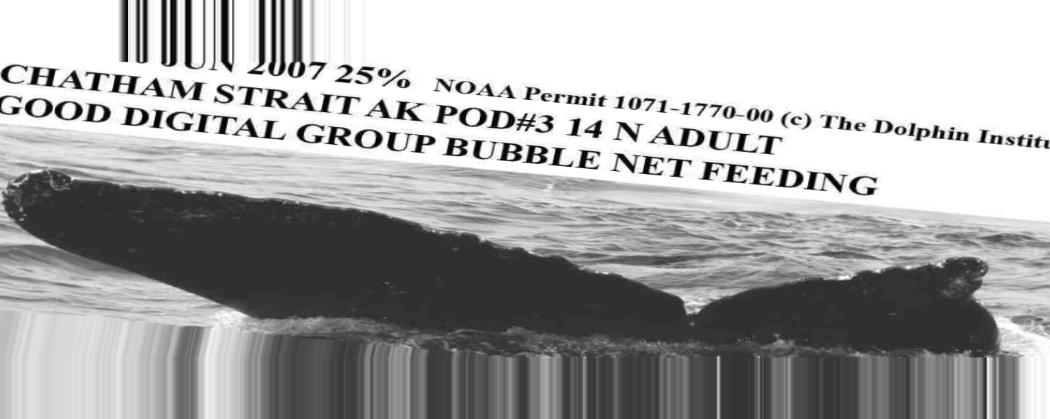 JUN 2007 25% NOAA Permit 1071-1770-00 (c) The Dolphin
CHATHAM STRAIT AK POD#3 14 N ADULT
GOOD DIGITAL GROUP BUBBLE NET FEEDING